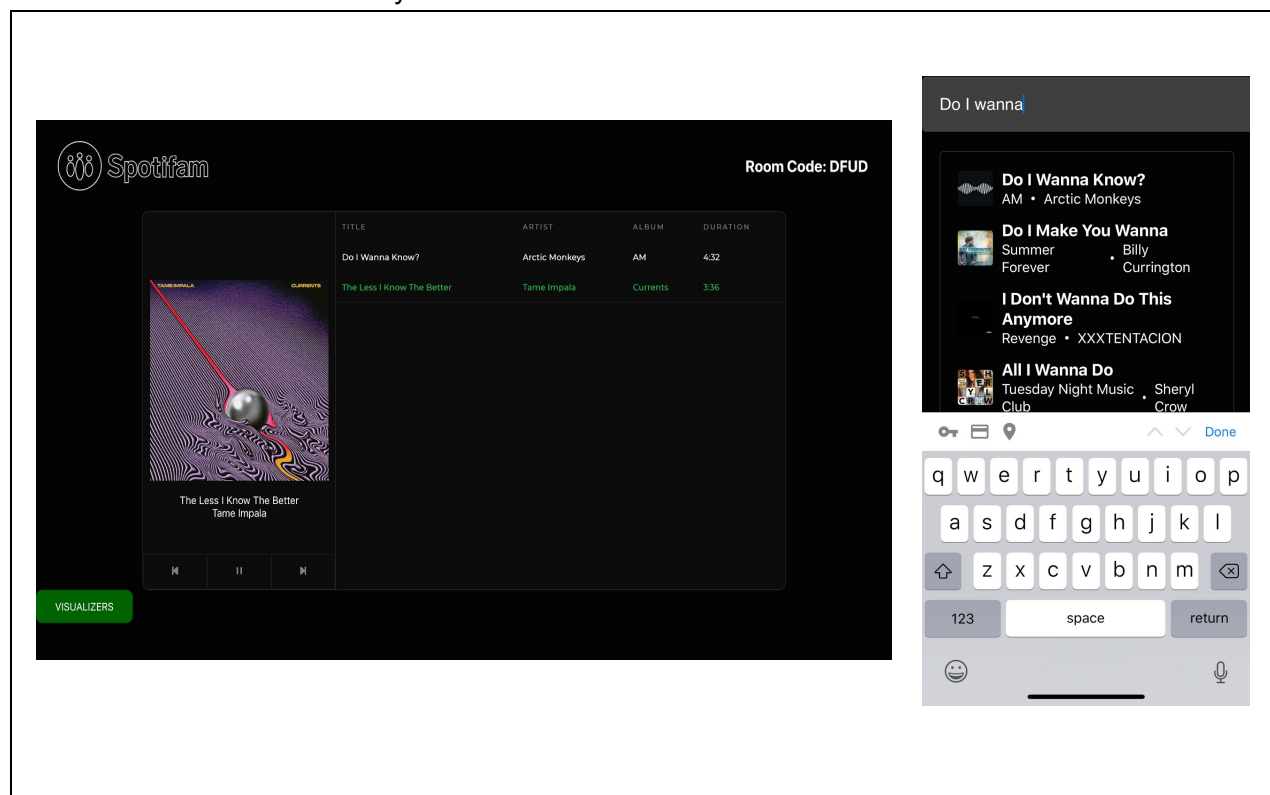 Spotifam
Room Code: DFUD
TITLE ARTIST ALBUM DURATION
Do I Wanna Know? Arctic Monkeys AM 4:32
The Less I Know The Better Tame Impala Currents 3:36
TAME IMPALA CURRENTS
The Less I Know The Better
Tame Impala
VISUALIZERS
Do I wanna
Do I Wanna Know?
AM • Arctic Monkeys
Do I Make You Wanna
Summer Forever • Billy Currington
I Don't Wanna Do This
Anymore
Revenge • XXXTENTACION
All I Wanna Do
Tuesday Night Music Club • Sheryl Crow
Done
q w e r t y u i o p
a s d f g h j k l
z x c v b n m
123 space return